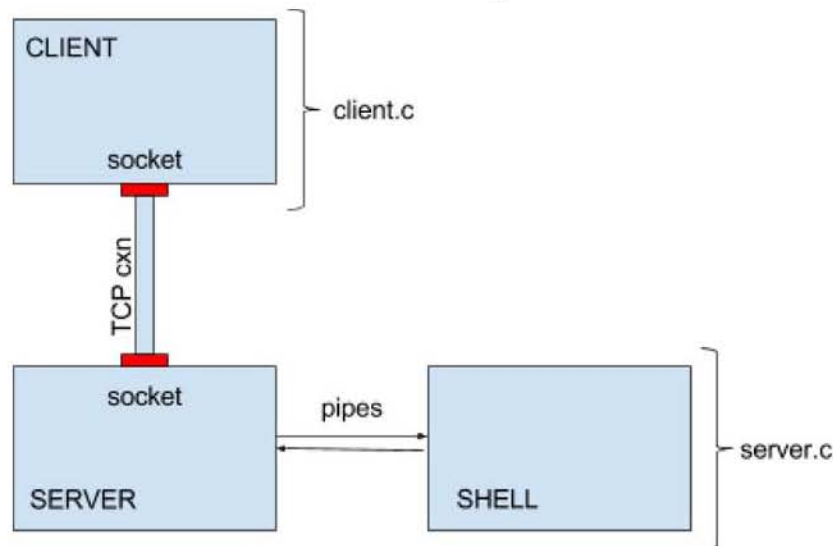 CLIENT
client.c
socket
TCP cxn
socket
pipes
server.c
SERVER
SHELL